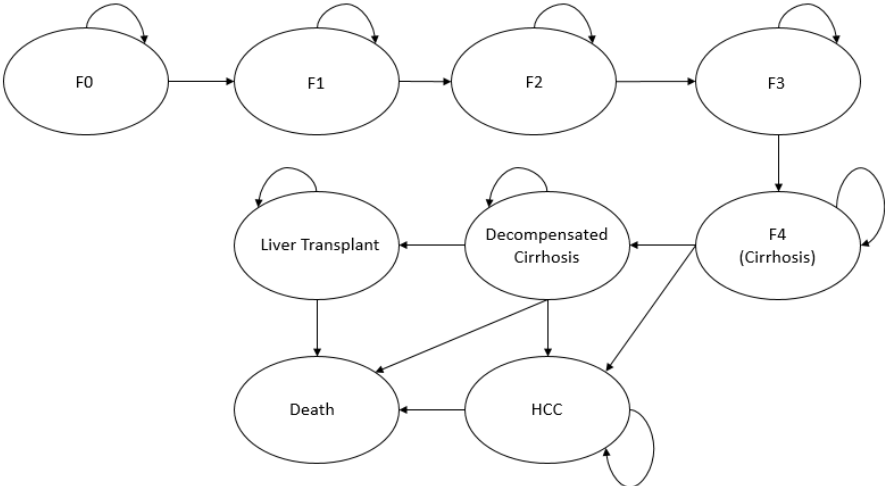 F0
F1
F2
F3
Liver Transplant
Decompensated
Cirrhosis
F4
(Cirrhosis)
Death
HCC